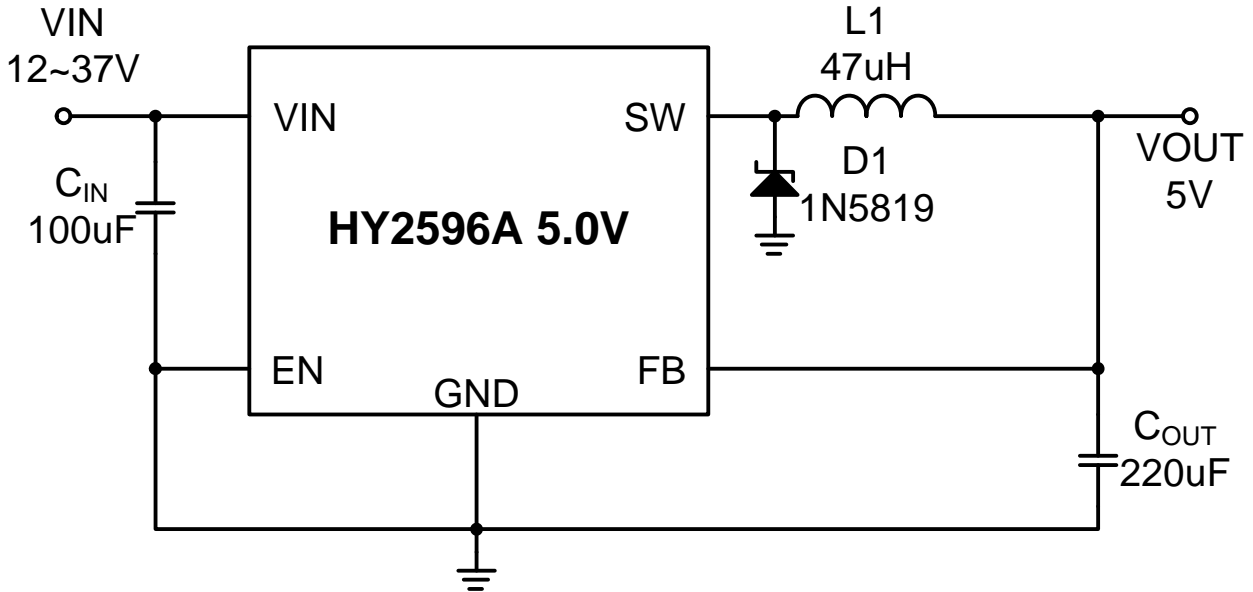 VIN
12~37V
VIN
SW
L1
47uH
VOUT
5V
CIN
100uF
HY2596A 5.0V
D1
1N5819
EN
GND
FB
COUT
220uF